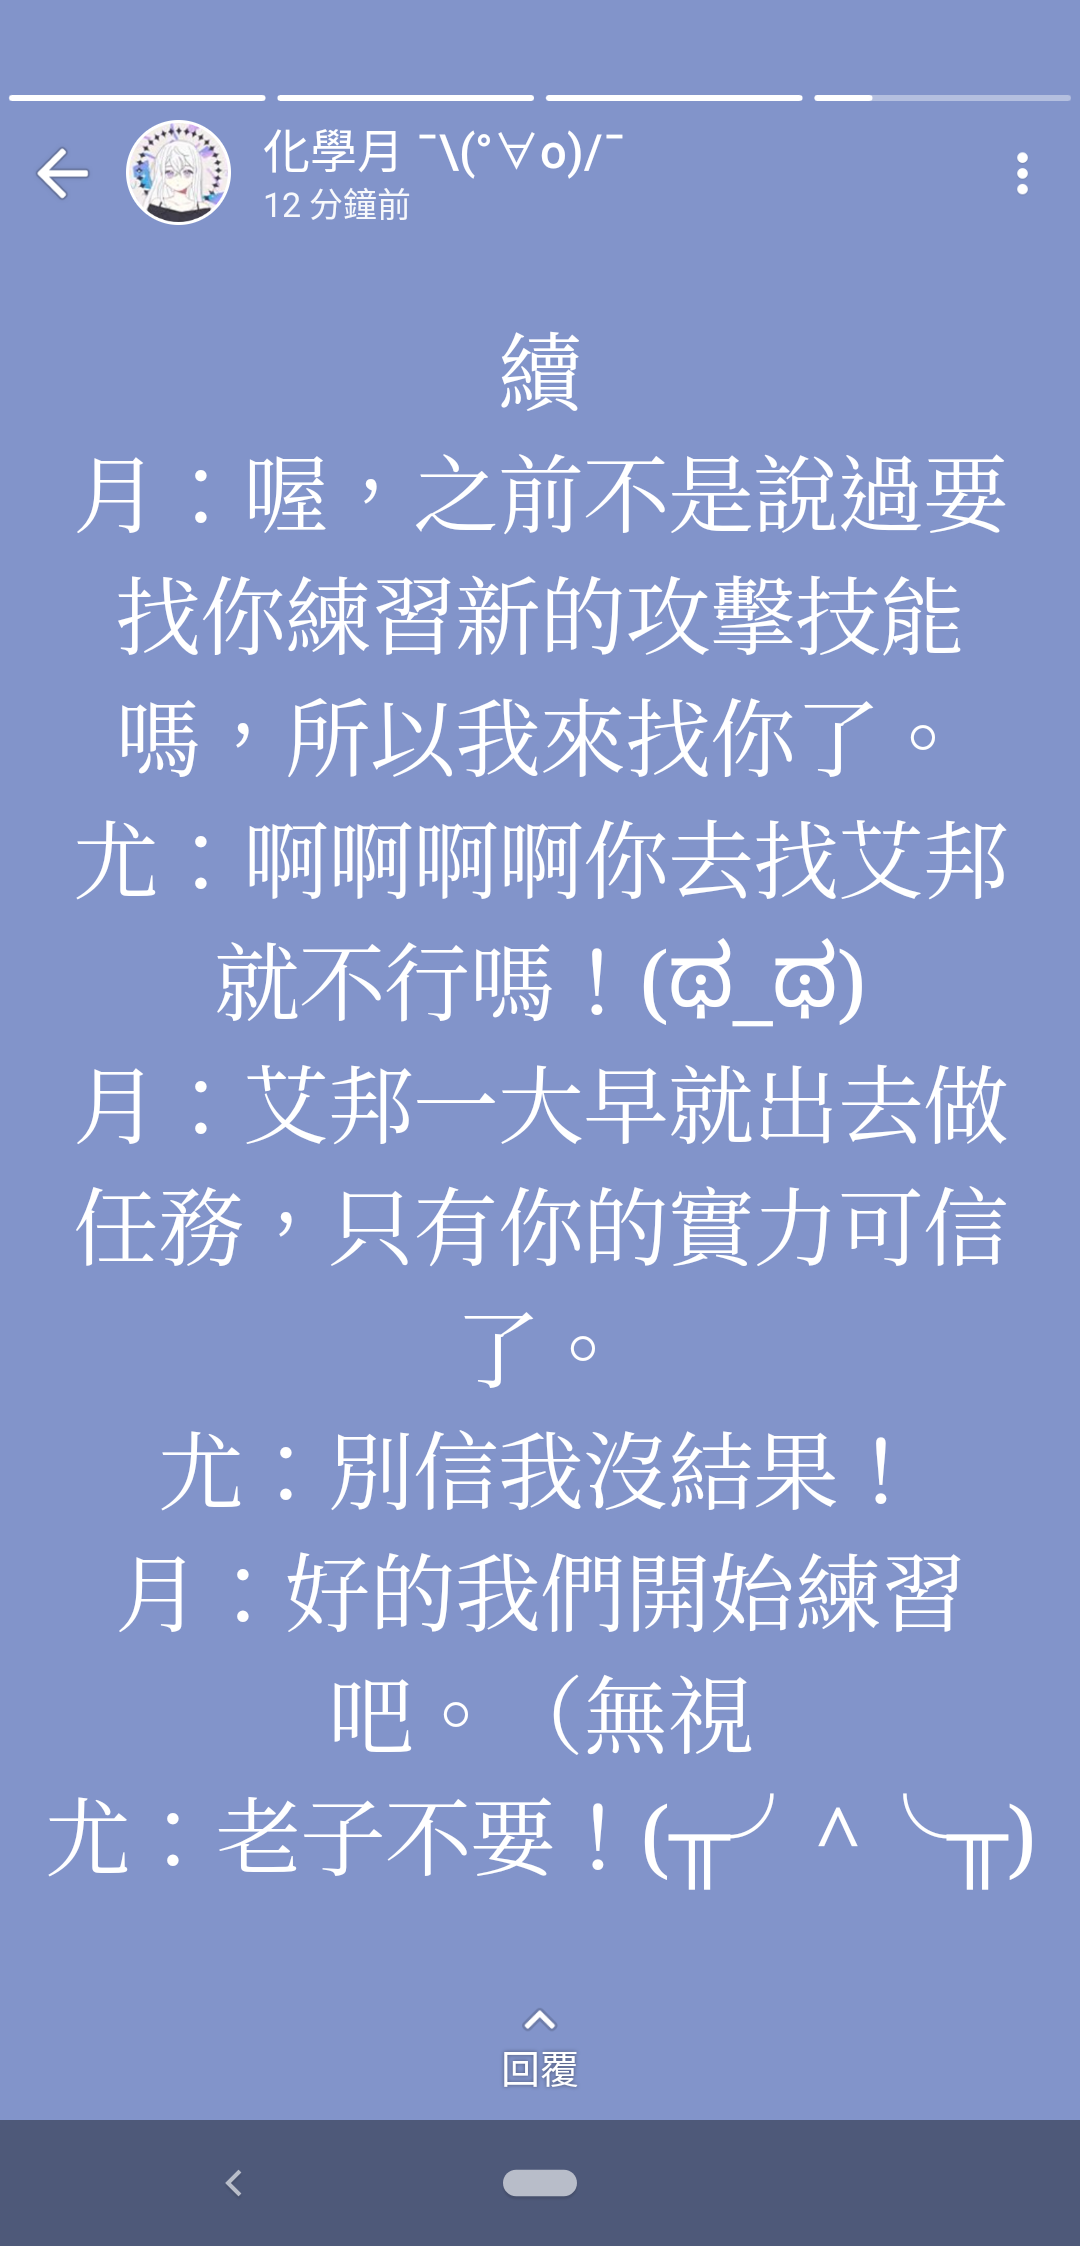 化學月 ¯\(°∀o)/¯
12 分鐘前
續
月：喔，之前不是說過要
找你練習新的攻擊技能
嗎，所以我來找你了。
尤：啊啊啊啊你去找艾邦
就不行嗎！(ಥ_ಥ)
月：艾邦一大早就出去做
任務，只有你的實力可信
了。
尤：別信我沒結果！
月：好的我們開始練習
吧。（無視
尤：老子不要！(╥╯^╰╥)
回覆